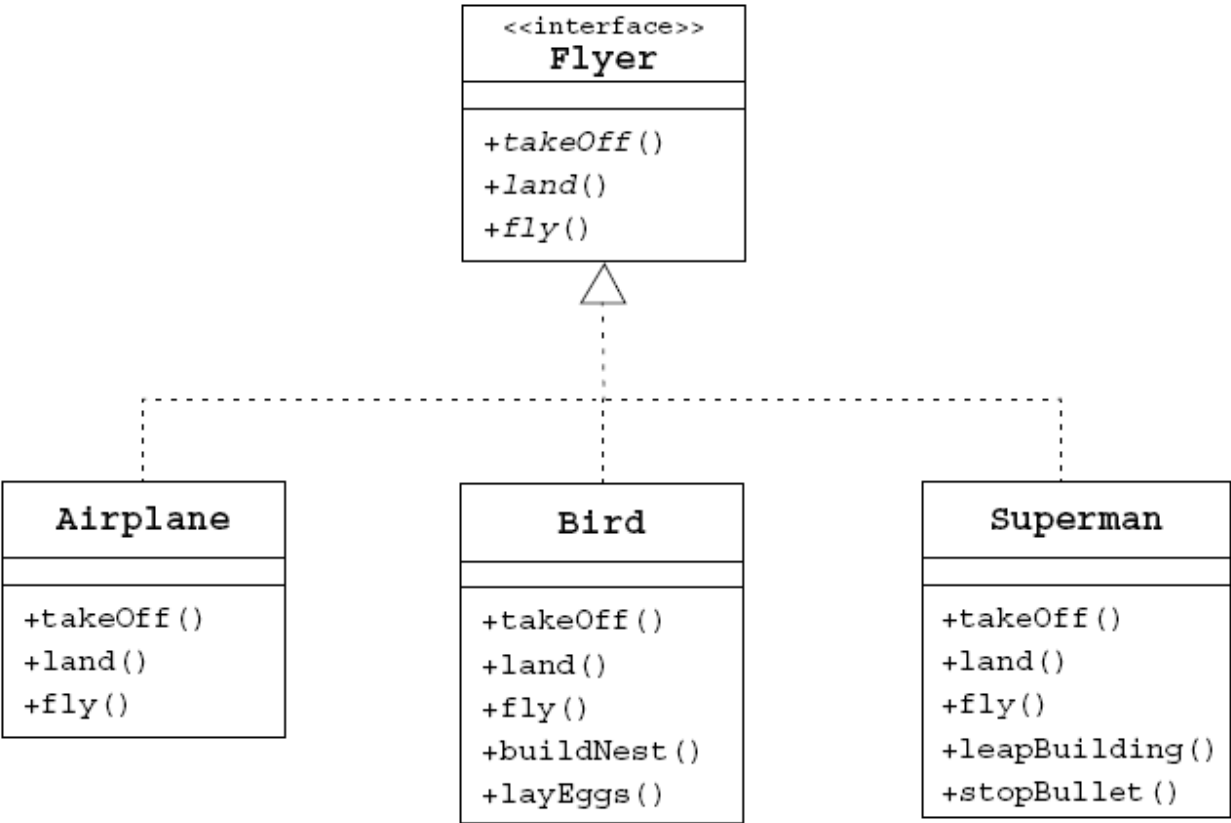 <<interface>>
Flyer
+takeOff()
+land()
+fly()
Airplane
+takeOff()
+land()
+fly()
Bird
+takeOff()
+land()
+fly()
+buildNest()
+layEggs()
Superman
+takeOff()
+land()
+fly()
+leapBuilding()
+stopBullet()